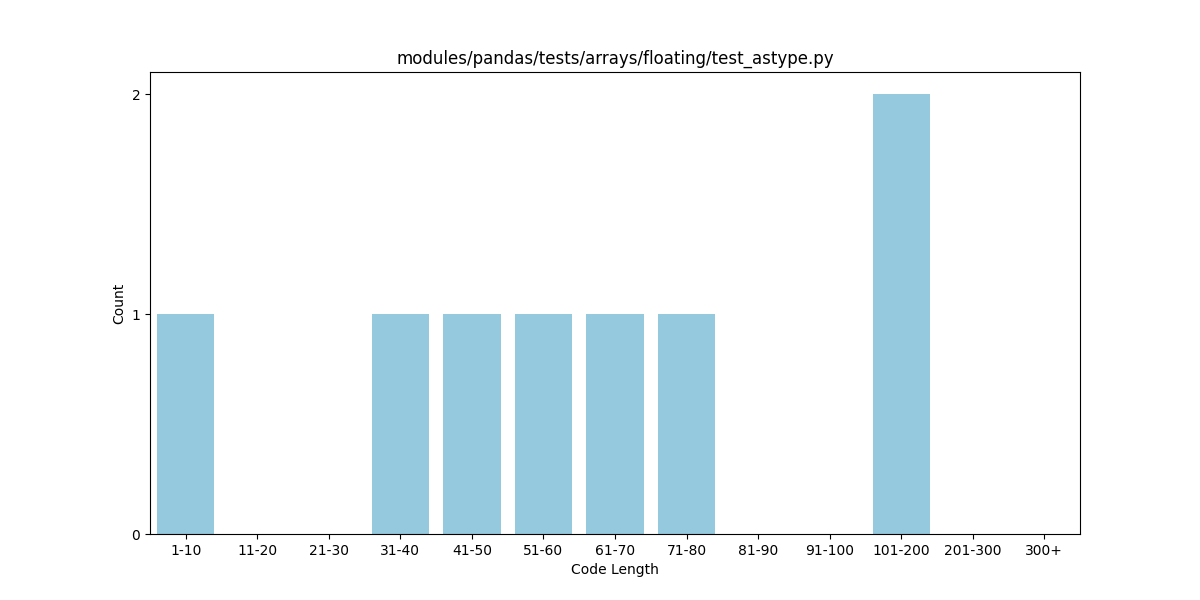 modules/pandas/tests/arrays/floating/test_astype.py
Count
2
1
0
1-10 11-20 21-30 31-40 41-50 51-60 61-70 71-80 81-90 91-100 101-200 201-300 300+
Code Length